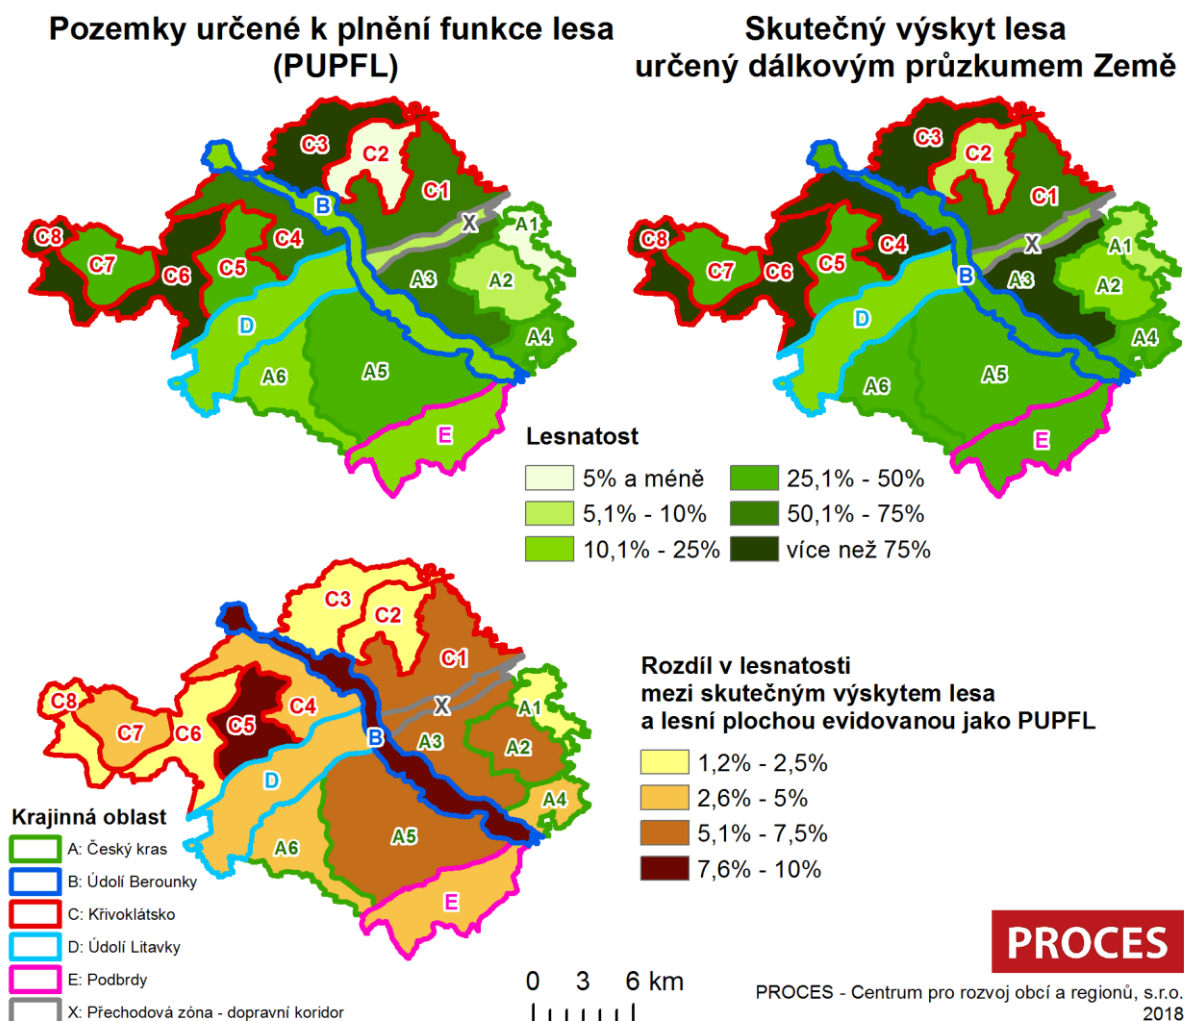 Pozemky určené k plnění funkce lesa
(PUPFL)
Skutečný výskyt lesa
určený dálkovým průzkumem Země
C3
C2
C1
B
X
A1
C8
C7
C6
C5
C4
A3
A2
D
A4
A6
A5
E
C3
C2
C1
X
A1
C8
C7
C6
C5
C4
B
A3
A2
D
A4
A6
A5
E
Lesnatost
5% a méně
5,1% - 10%
10,1% - 25%
25,1% - 50%
50,1% - 75%
více než 75%
C3
C2
C1
X
A1
C8
C7
C6
C5
C4
B
A3
A2
D
A4
A6
A5
E
Rozdíl v lesnatosti
mezi skutečným výskytem lesa
a lesní plochou evidovanou jako PUPFL
1,2% - 2,5%
2,6% - 5%
5,1% - 7,5%
7,6% - 10%
Krajinná oblast
A: Český kras
B: Údolí Berounky
C: Křivoklátsko
D: Údolí Litavky
E: Podbrdy
X: Přechodová zóna - dopravní koridor
0 3 6 km
PROCES
PROCES - Centrum pro rozvoj obcí a regionů, s.r.o.
2018